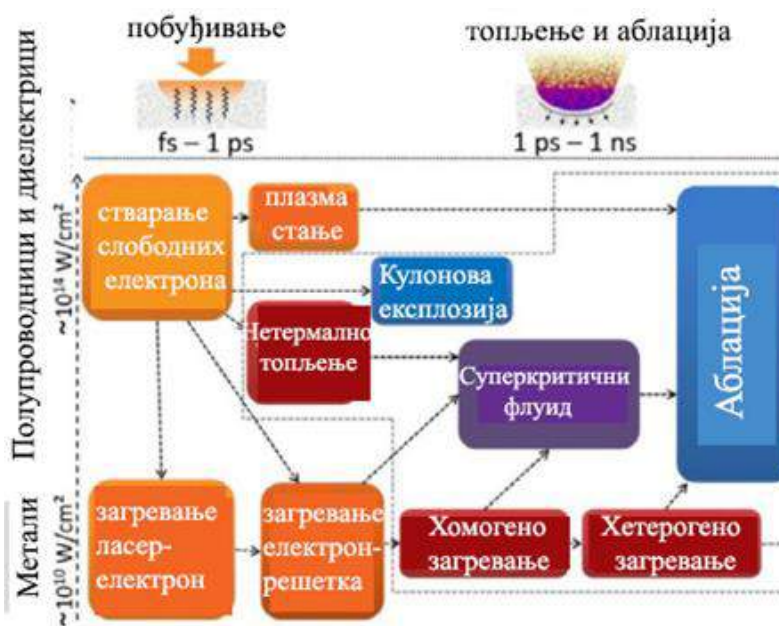 побуђивање
топљење и аблација
fs – 1 ps
1 ps – 1 ns
Полупроводници и диелектрици
Метали
~10¹⁴ W/cm²
~10¹⁰ W/cm²
стварање
слободних
електрона
плазма
стање
Кулонова
експлозија
Нетермално
топљење
Суперкритични
флуид
Аблација
загревање
ласер-
електрон
загревање
електрон-
решетка
Хомогено
загревање
Хетерогено
загревање